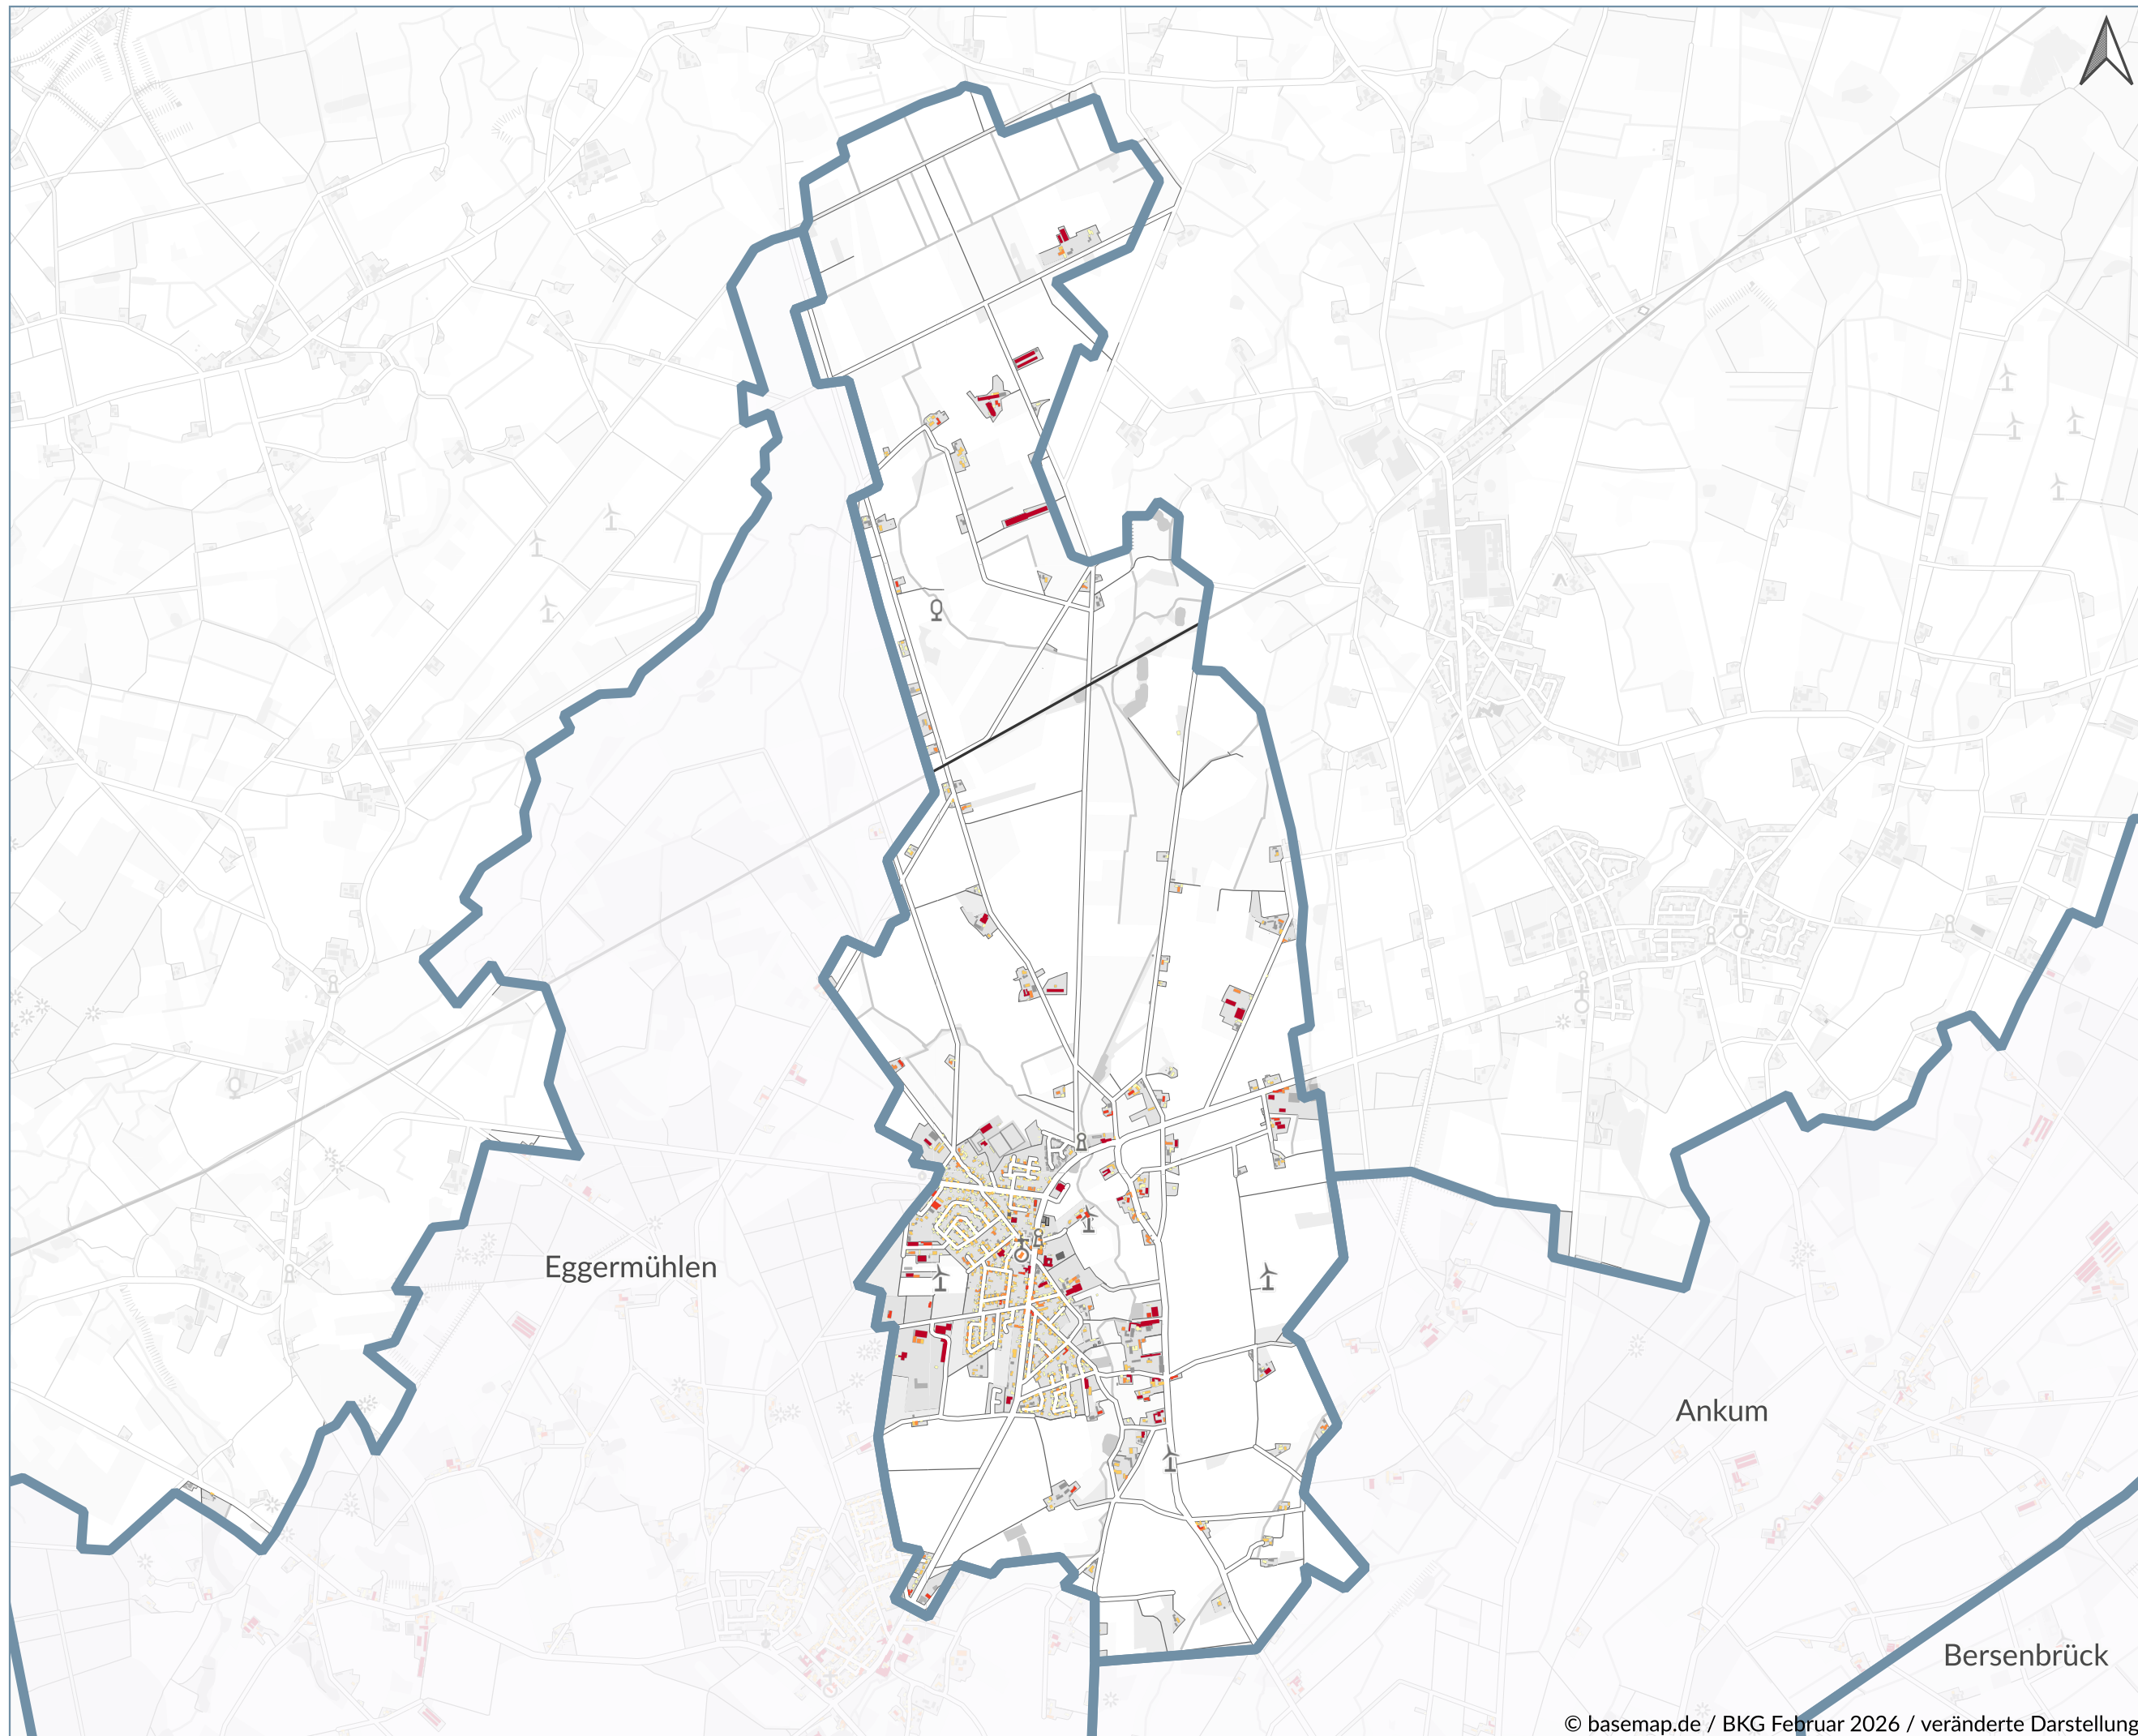 Eggermühlen
Ankum
Bersenbrück
© basemap.de / BKG Februar 2026 / veränderte Darstellung